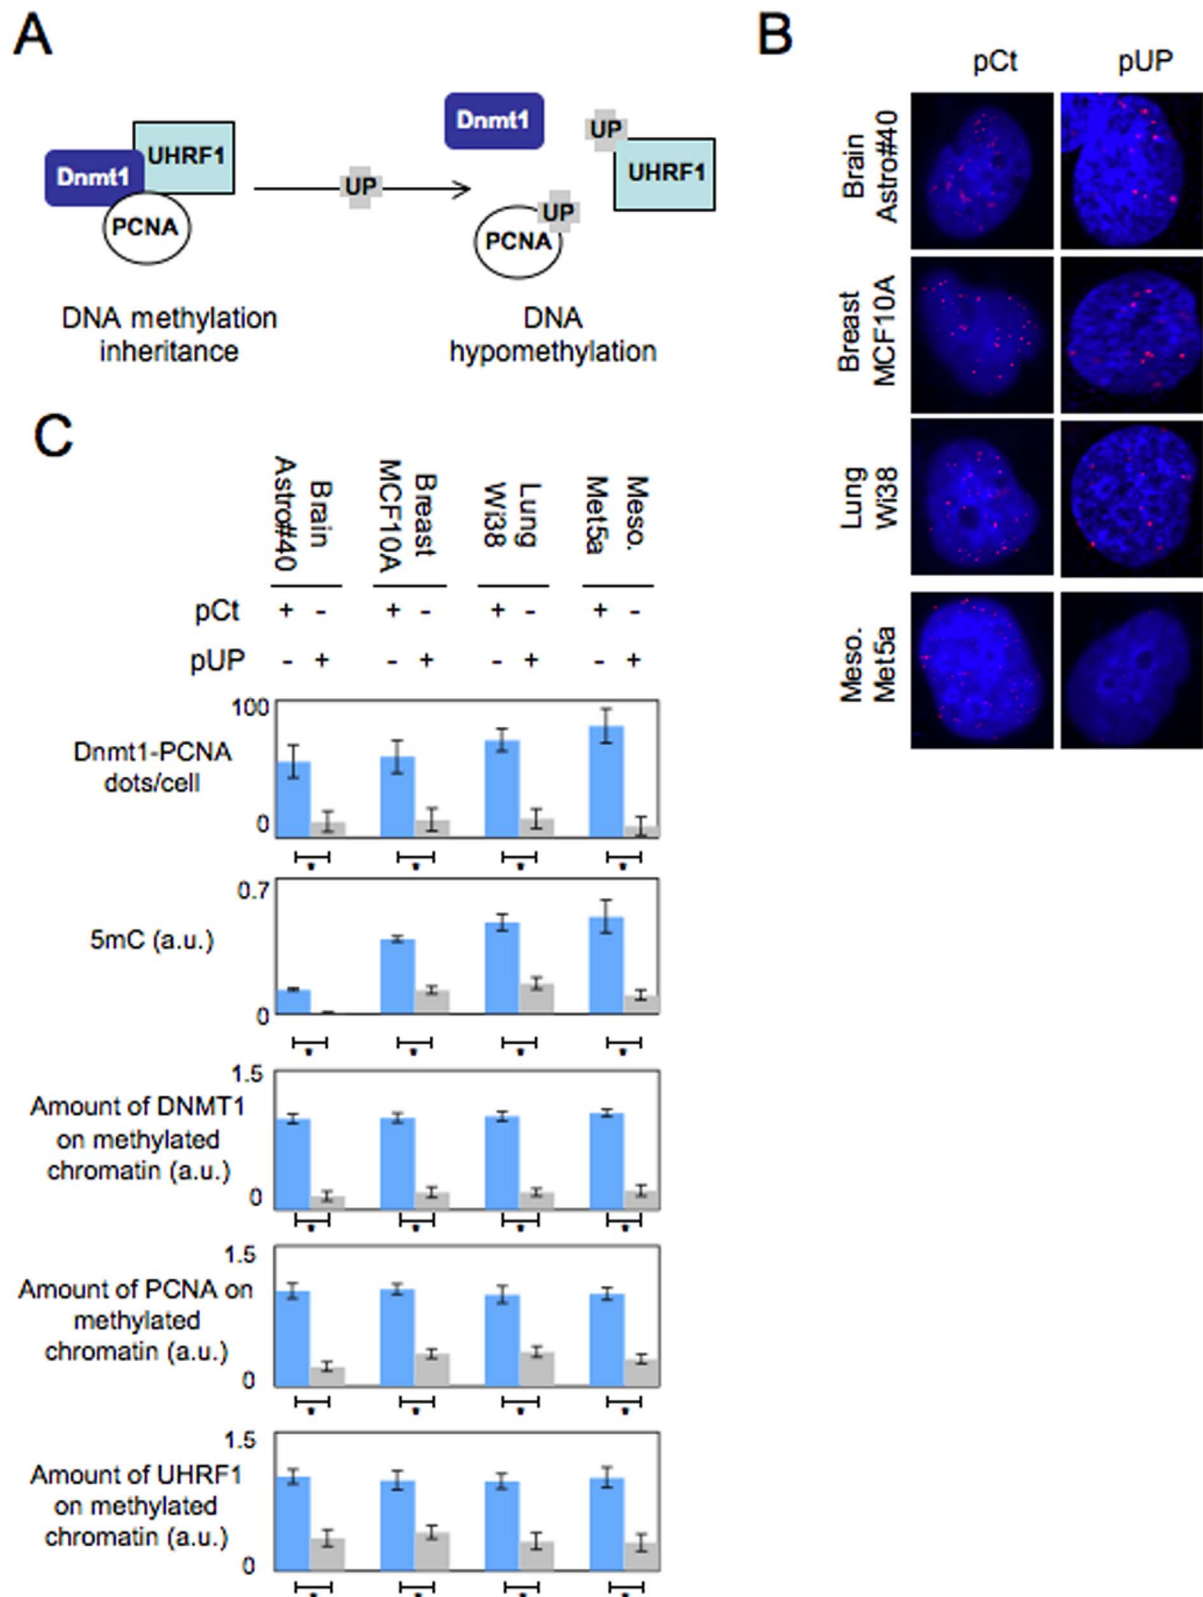 A
Dnmt1
UHRF1
PCNA
DNA methylation
inheritance
UP
Dnmt1
UP
UHRF1
UP
PCNA
DNA
hypomethylation
B
pCt pUP
Brain
Astro#40
Breast
MCF10A
Lung
Wi38
Meso.
Met5a
C
Brain
Astro#40
Breast
MCF10A
Lung
Wi38
Meso.
Met5a
pCt + - + - + - + -
pUP - + - + - + - +
Dnmt1-PCNA
dots/cell
100
0
* * * *
5mC (a.u.)
0.7
0
* * * *
Amount of DNMT1
on methylated
chromatin (a.u.)
1.5
0
* * * *
Amount of PCNA on
methylated
chromatin (a.u.)
1.5
0
* * * *
Amount of UHRF1
on methylated
chromatin (a.u.)
1.5
0